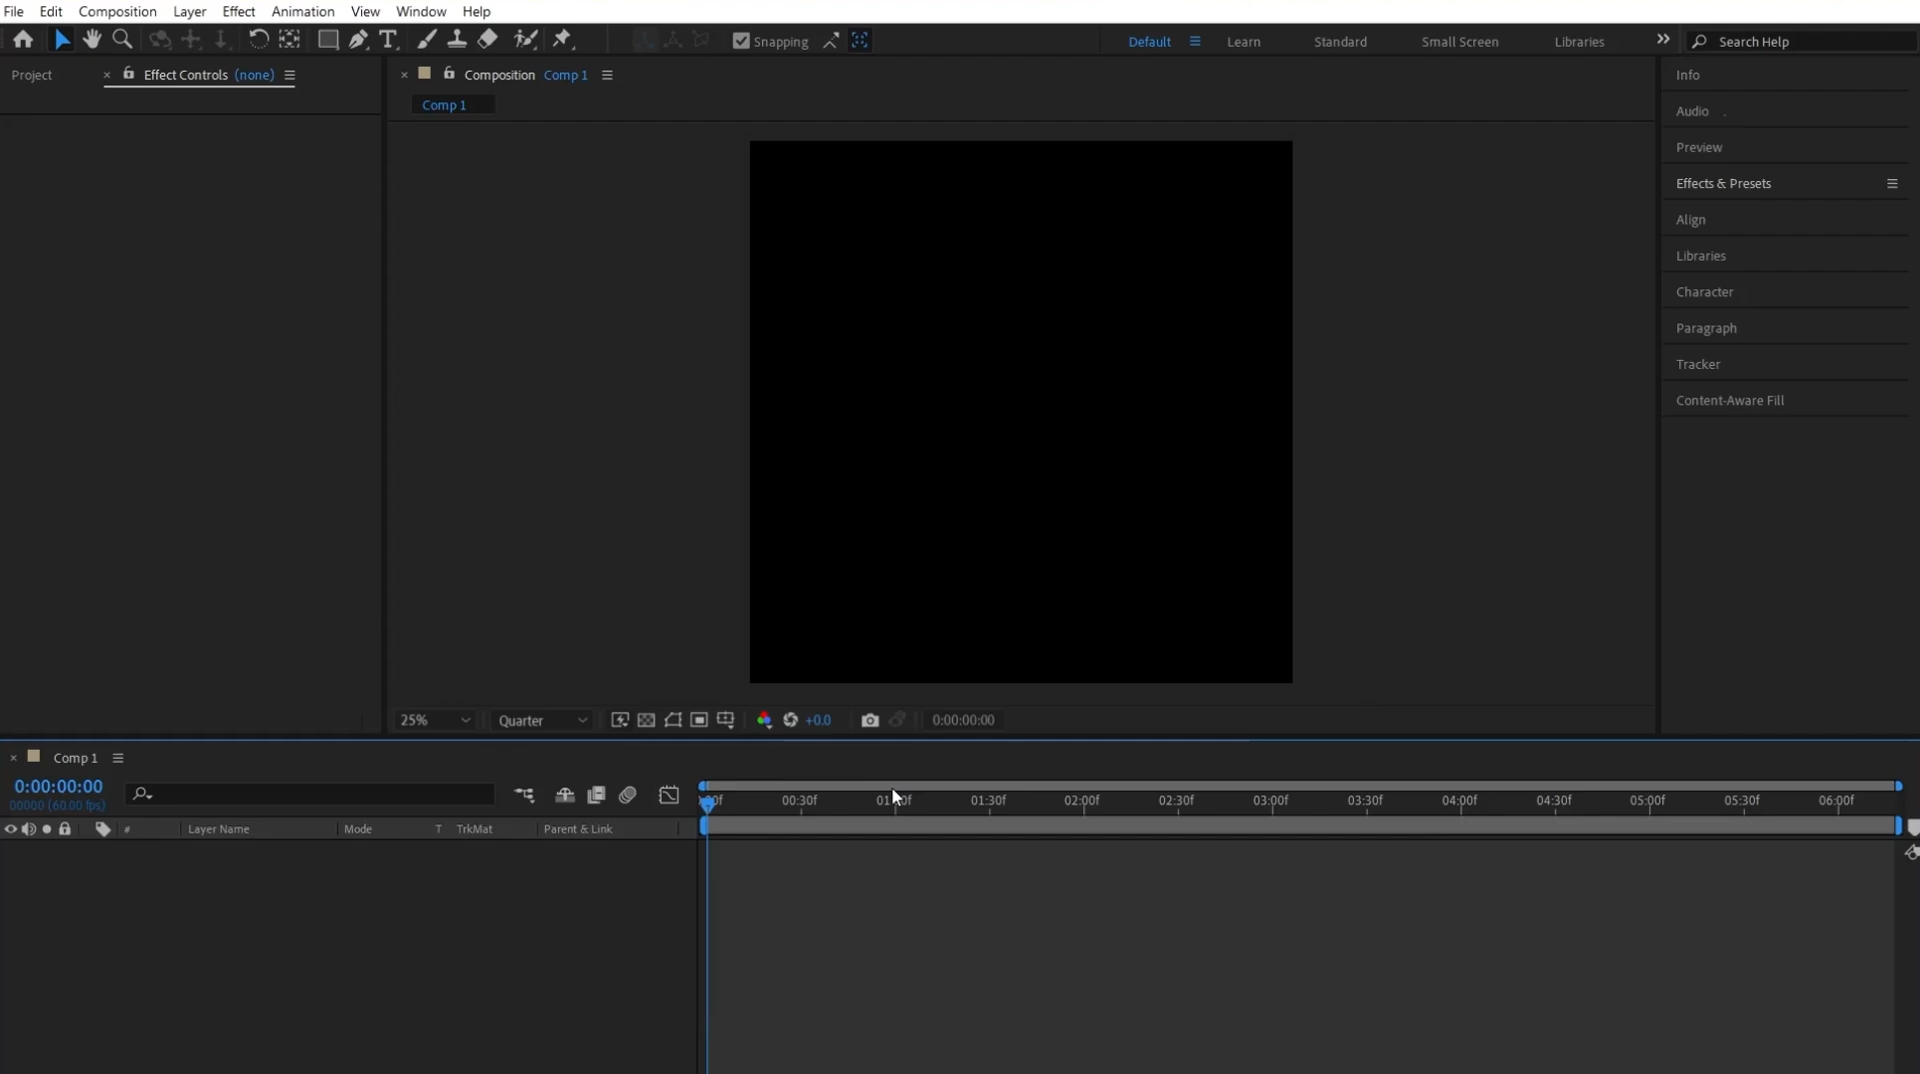 File Edit Composition Layer Effect Animation View Window Help
Snapping Default Learn Standard Small Screen Libraries Search Help
Project Effect Controls (none) Composition Comp 1 Info
Comp 1
Audio
Preview
Effects & Presets
Align
Libraries
Character
Paragraph
Tracker
Content-Aware Fill
25% Quarter +0.0 0:00:00:00
Comp 1
0:00:00:00
00000 (60.00 fps)
00:30f 01:30f 02:00f 02:30f 03:00f 03:30f 04:00f 04:30f 05:00f 05:30f 06:00f
# Layer Name Mode T TrkMat Parent & Link